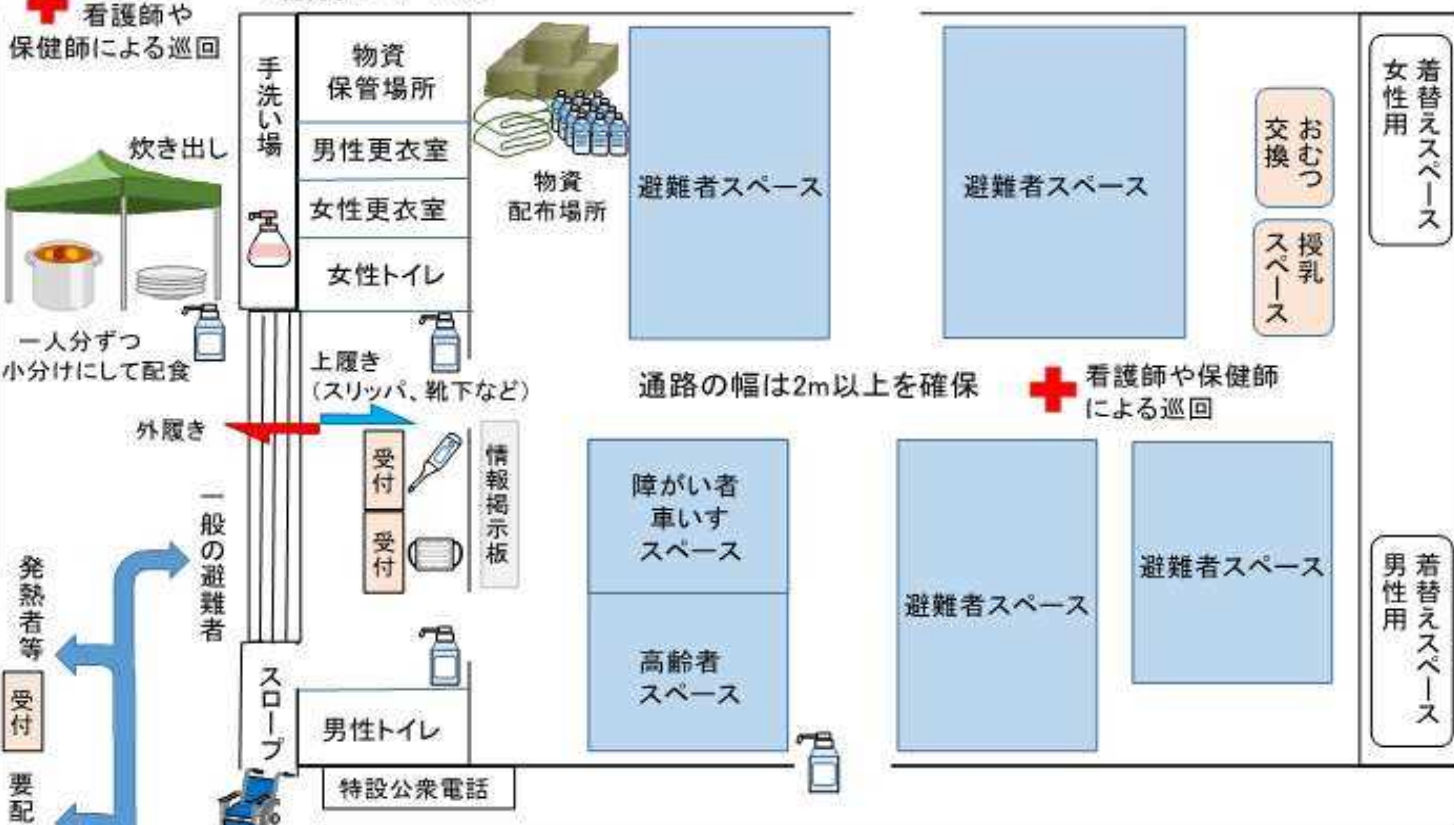 看護師や
保健師による巡回
手洗い場
物資
保管場所
男性更衣室
女性更衣室
女性トイレ
炊き出し
一人分ずつ
小分けにして配食
物資
配布場所
避難者スペース
避難者スペース
おむつ
交換
授乳
スペース
着替えスペース
女性用
上履き
（スリッパ、靴下など）
外履き
通路の幅は2m以上を確保
看護師や保健師
による巡回
受付
受付
情報掲示板
一般の避難者
発熱者等
受付
要配
スロープ
男性トイレ
特設公衆電話
障がい者
車いす
スペース
高齢者
スペース
避難者スペース
避難者スペース
着替えスペース
男性用